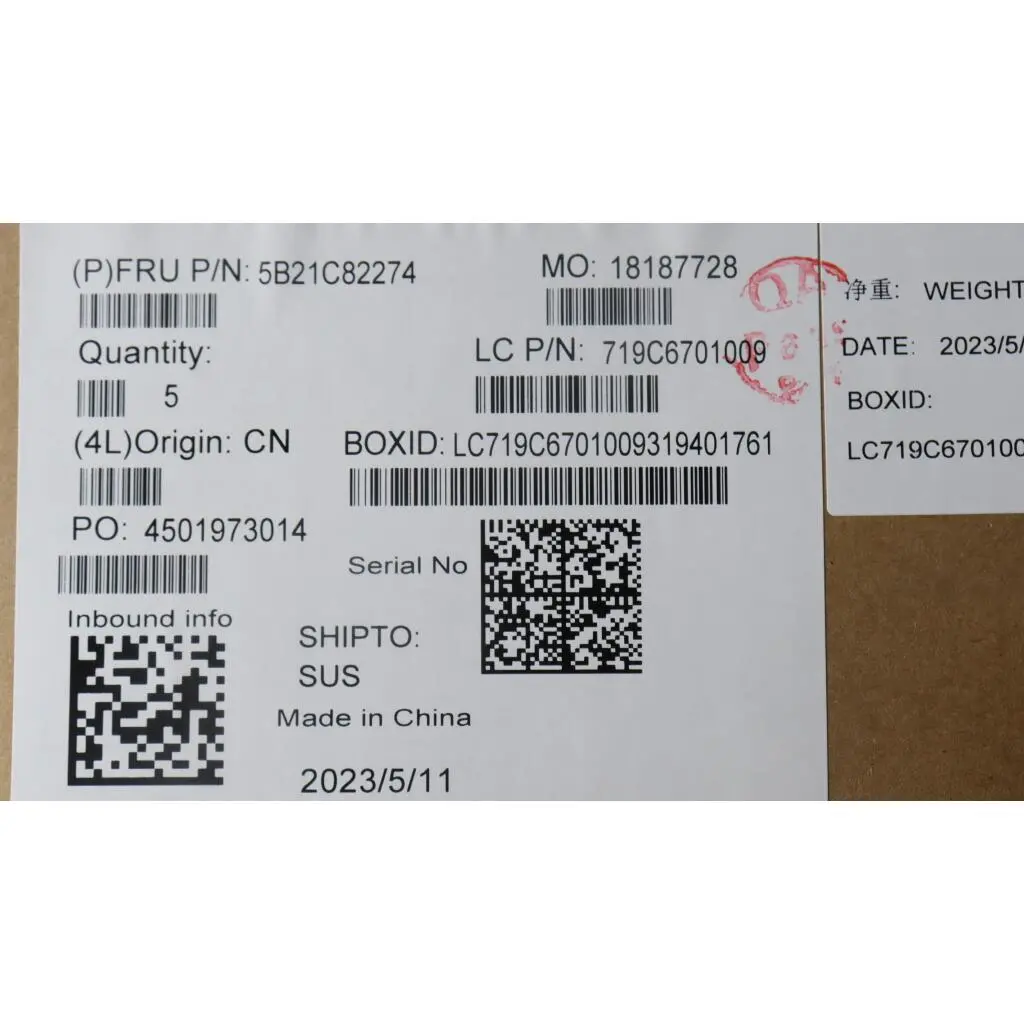 (P)FRU P/N: 5B21C82274
MO: 18187728
Quantity:
5
LC P/N: 719C6701009
(4L)Origin: CN
BOXID: LC719C6701009319401761
PO: 4501973014
Serial No
Inbound info
SHIPTO:
SUS
Made in China
2023/5/11
QA
净重: WEIGHT
DATE: 2023/5/
BOXID:
LC719C670100